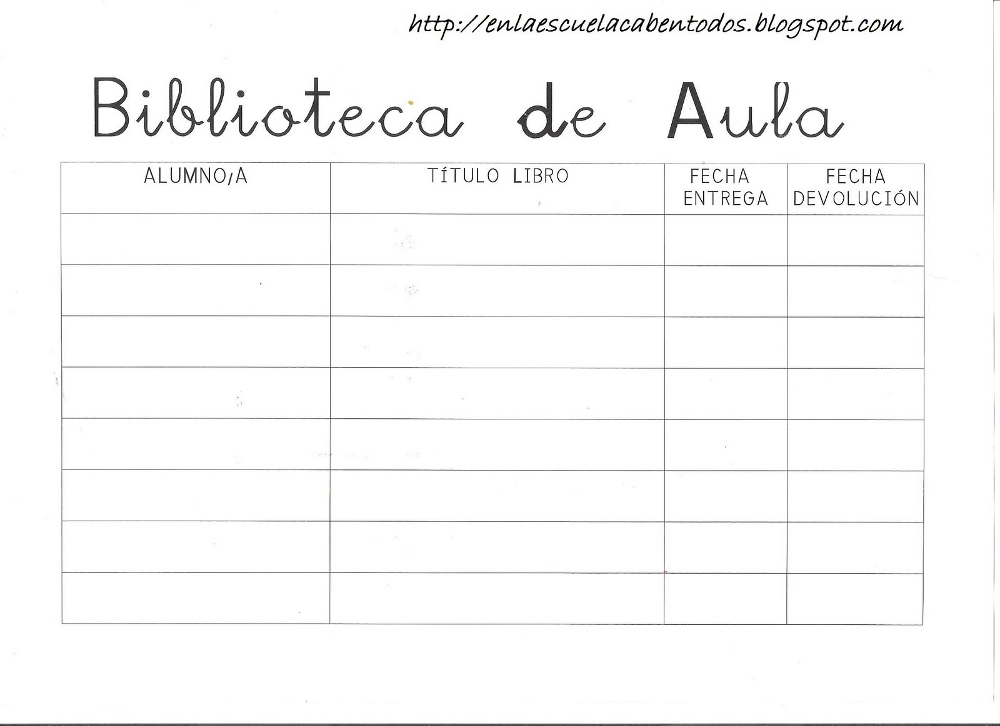 http://enlaescuelacabentodos.blogspot.com
Biblioteca de Aula
ALUMNO/A
TÍTULO LIBRO
FECHA
ENTREGA
FECHA
DEVOLUCIÓN